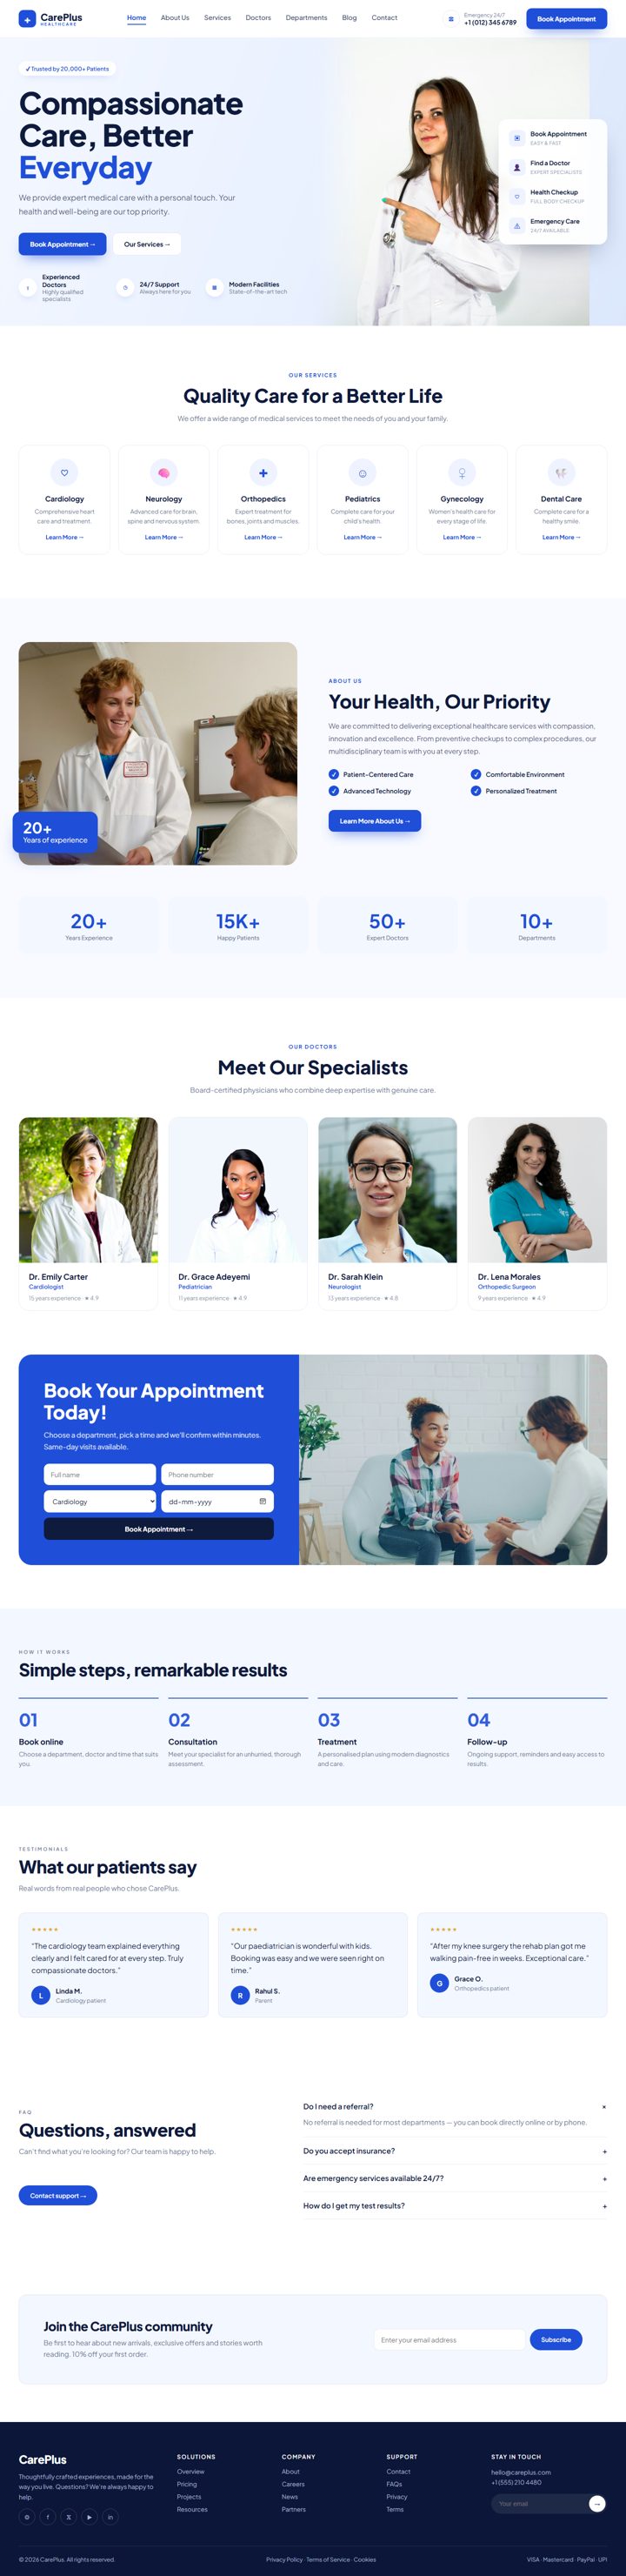 CarePlus
HEALTHCARE
Home About Us Services Doctors Departments Blog Contact
Emergency 24/7
+1 (012) 345 6789
Book Appointment
✓ Trusted by 20,000+ Patients
Compassionate
Care, Better
Everyday
We provide expert medical care with a personal touch. Your
health and well-being are our top priority.
Book Appointment →
Our Services →
Experienced
Doctors
Highly qualified
specialists
24/7 Support
Always here for you
Modern Facilities
State-of-the-art tech
Book Appointment
EASY & FAST
Find a Doctor
EXPERT SPECIALISTS
Health Checkup
FULL BODY CHECKUP
Emergency Care
24/7 AVAILABLE
OUR SERVICES
Quality Care for a Better Life
We offer a wide range of medical services to meet the needs of you and your family.
Cardiology
Comprehensive heart
care and treatment.
Learn More →
Neurology
Advanced care for brain,
spine and nervous system.
Learn More →
Orthopedics
Expert treatment for
bones, joints and muscles.
Learn More →
Pediatrics
Complete care for your
child's health.
Learn More →
Gynecology
Women's health care for
every stage of life.
Learn More →
Dental Care
Complete care for a
healthy smile.
Learn More →
20+
Years of experience
ABOUT US
Your Health, Our Priority
We are committed to delivering exceptional healthcare services with compassion,
innovation and excellence. From preventive checkups to complex procedures, our
multidisciplinary team is with you at every step.
Patient-Centered Care
Comfortable Environment
Advanced Technology
Personalized Treatment
Learn More About Us →
20+
Years Experience
15K+
Happy Patients
50+
Expert Doctors
10+
Departments
OUR DOCTORS
Meet Our Specialists
Board-certified physicians who combine deep expertise with genuine care.
Dr. Emily Carter
Cardiologist
15 years experience · ★ 4.9
Dr. Grace Adeyemi
Pediatrician
11 years experience · ★ 4.9
Dr. Sarah Klein
Neurologist
13 years experience · ★ 4.8
Dr. Lena Morales
Orthopedic Surgeon
9 years experience · ★ 4.9
Book Your Appointment
Today!
Choose a department, pick a time and we'll confirm within minutes.
Same-day visits available.
Full name
Phone number
Cardiology
dd-mm-yyyy
Book Appointment →
HOW IT WORKS
Simple steps, remarkable results
01
Book online
Choose a department, doctor and time that suits
you.
02
Consultation
Meet your specialist for an unhurried, thorough
assessment.
03
Treatment
A personalised plan using modern diagnostics
and care.
04
Follow-up
Ongoing support, reminders and easy access to
results.
TESTIMONIALS
What our patients say
Real words from real people who chose CarePlus.
★★★★★
"The cardiology team explained everything
clearly and I felt cared for at every step. Truly
compassionate doctors."
L
Linda M.
Cardiology patient
★★★★★
"Our paediatrician is wonderful with kids.
Booking was easy and we were seen right on
time."
R
Rahul S.
Parent
★★★★★
"After my knee surgery the rehab plan got me
walking pain-free in weeks. Exceptional care."
G
Grace O.
Orthopedics patient
FAQ
Questions, answered
Can't find what you're looking for? Our team is happy to help.
Contact support →
Do I need a referral?
No referral is needed for most departments — you can book directly online or by phone.
Do you accept insurance?
Are emergency services available 24/7?
How do I get my test results?
Join the CarePlus community
Be first to hear about new arrivals, exclusive offers and stories worth
reading. 10% off your first order.
Enter your email address
Subscribe
CarePlus
Thoughtfully crafted experiences, made for the
way you live. Questions? We're always happy to
help.
SOLUTIONS
Overview
Pricing
Projects
Resources
COMPANY
About
Careers
News
Partners
SUPPORT
Contact
FAQs
Privacy
Terms
STAY IN TOUCH
hello@careplus.com
+1 (555) 210 4480
Your email
© 2026 CarePlus. All rights reserved.
Privacy Policy · Terms of Service · Cookies
VISA · Mastercard · PayPal · UPI